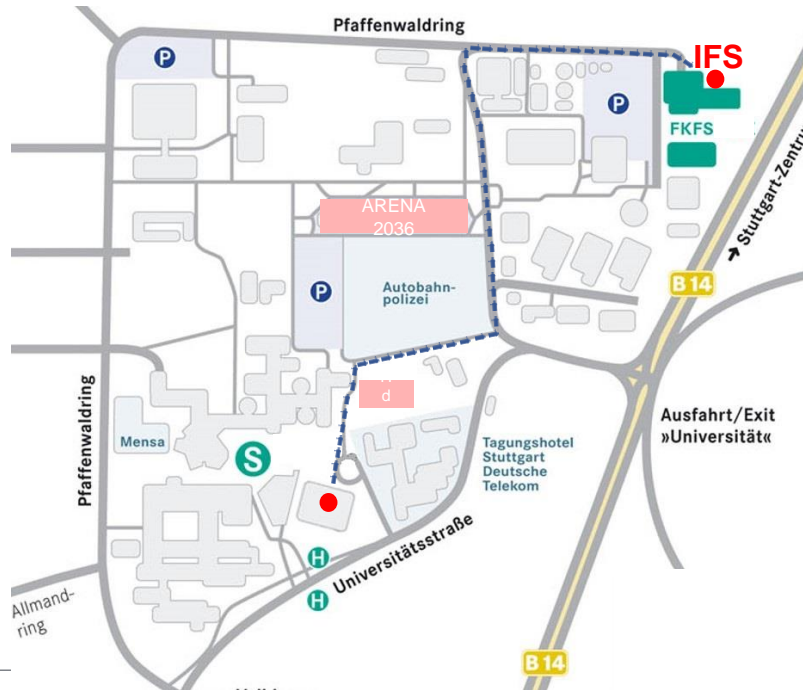 Pfaffenwaldring
IFS
P
P
FKFS
ARENA
2036
➔ Stuttgart-Zentru
P
Autobahn-
polizei
B 14
d
Pfaffenwaldring
Mensa
S
Tagungshotel
Stuttgart
Deutsche
Telekom
Ausfahrt/Exit
»Universität«
H
H
Universitätsstraße
Allmand-
ring
B 14